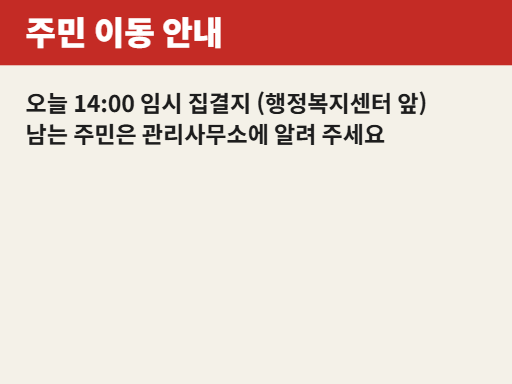 주민 이동 안내
오늘 14:00 임시 집결지 (행정복지센터 앞)
남는 주민은 관리사무소에 알려 주세요